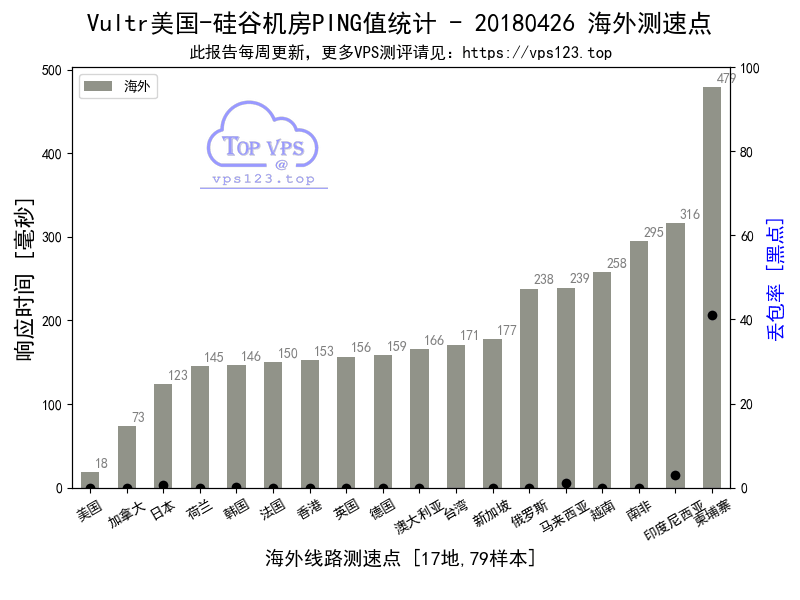 Vultr美国-硅谷机房PING值统计 - 20180426 海外测速点
此报告每周更新, 更多VPS测评请见: https://vps123.top
海外
TOP VPS
@
vps123.top
响应时间 [毫秒]
500
400
300
200
100
0
100
80
60
40
20
0
丢包率 [黑点]
18
73
123
145
146
150
153
156
159
166
171
177
238
239
258
295
316
479
美国
加拿大
日本
荷兰
韩国
法国
香港
英国
德国
澳大利亚
台湾
新加坡
俄罗斯
马来西亚
越南
南非
印度尼西亚
柬埔寨
海外线路测速点 [17地,79样本]